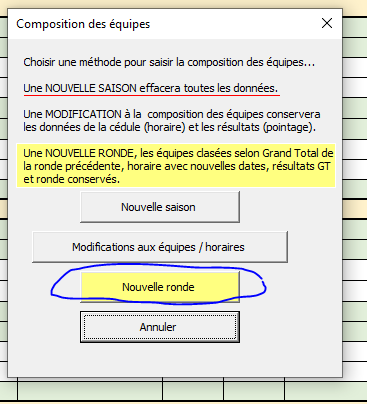 Composition des équipes
Choisir une méthode pour saisir la composition des équipes...
Une NOUVELLE SAISON effacera toutes les données.
Une MODIFICATION à la composition des équipes conservera
les données de la cédule (horaire) et les résultats (pointage).
Une NOUVELLE RONDE, les équipes clasées selon Grand Total de
la ronde précédente, horaire avec nouvelles dates, résultats GT
et ronde conservés.
Nouvelle saison
Modifications aux équipes / horaires
Nouvelle ronde
Annuler